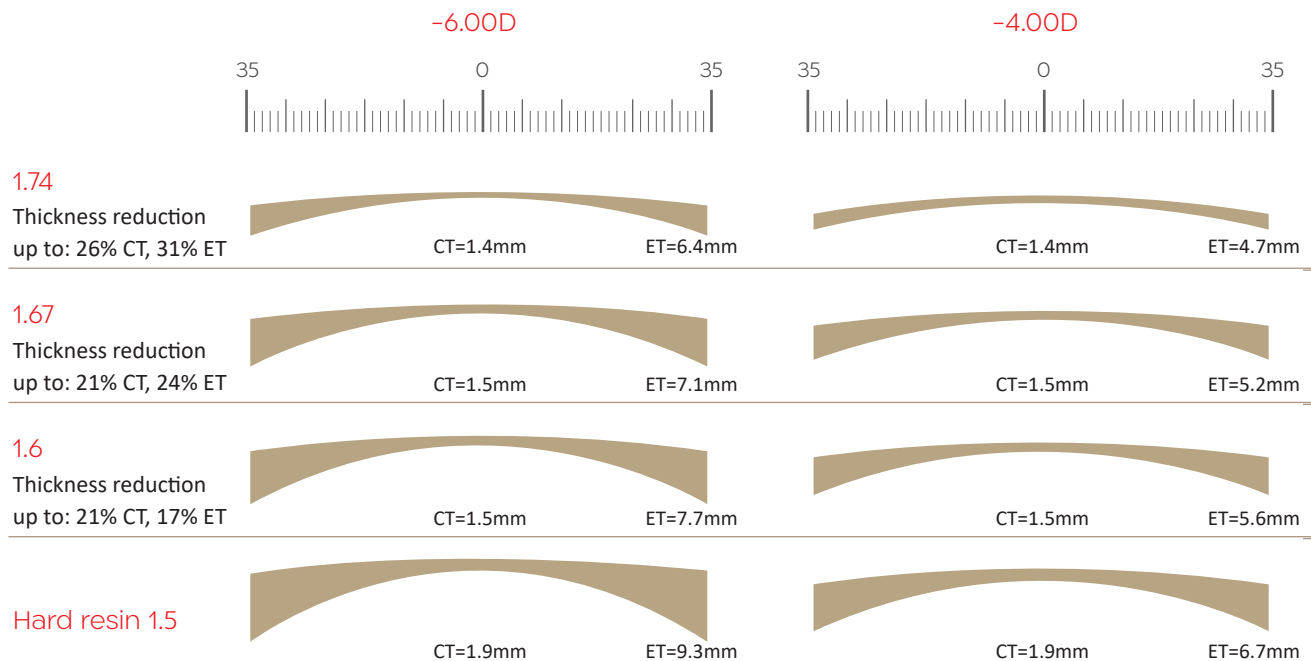 -6.00D
-4.00D
35 0 35
35 0 35
1.74
Thickness reduction
up to: 26% CT, 31% ET
CT=1.4mm ET=6.4mm
CT=1.4mm ET=4.7mm
1.67
Thickness reduction
up to: 21% CT, 24% ET
CT=1.5mm ET=7.1mm
CT=1.5mm ET=5.2mm
1.6
Thickness reduction
up to: 21% CT, 17% ET
CT=1.5mm ET=7.7mm
CT=1.5mm ET=5.6mm
Hard resin 1.5
CT=1.9mm ET=9.3mm
CT=1.9mm ET=6.7mm